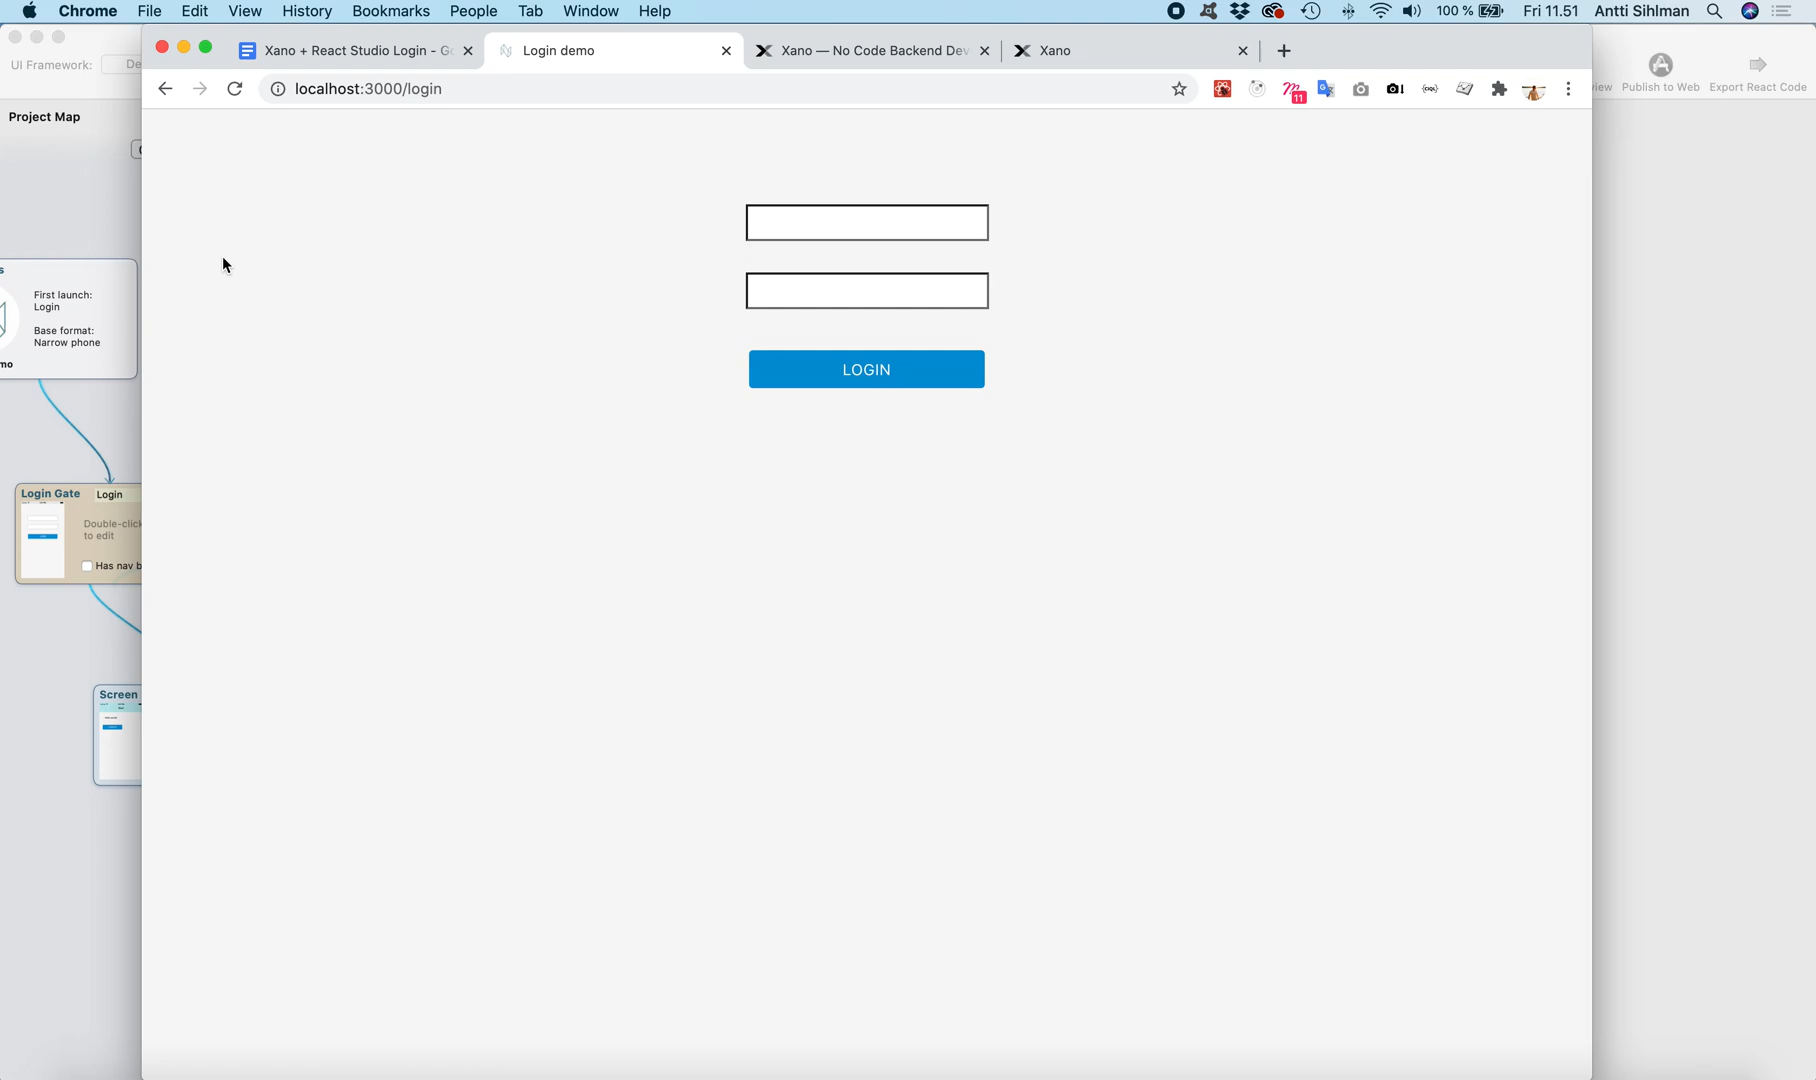 Chrome File Edit View History Bookmarks People Tab Window Help 100 % Fri 11.51 Antti Sihlman
Xano + React Studio Login - Login demo Xano — No Code Backend Xano
UI Framework: De
localhost:3000/login
11
Publish to Web Export React Code
Project Map
First launch:
Login
Base format:
Narrow phone
LOGIN
Login Gate Login
Double-click
to edit
Has nav
Screen